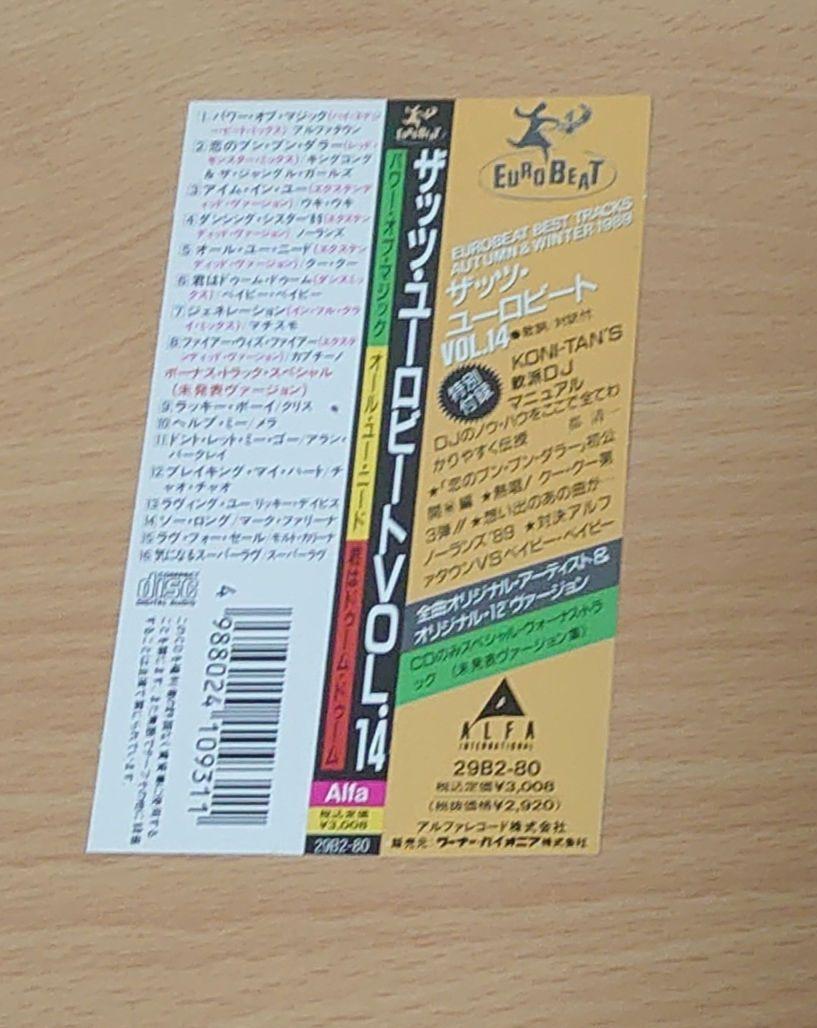 1. パワー・オブ・マジック(ハイ・エナジ
ー・ビート・ミックス) アルファタウン
2 恋のブン・ブン・ダラー(レッド・
モンスター・ミックス)/キングコング
& ザ・ジャングル・ガールズ
3 アイム・イン・ユー(エクステンデ
ィッド・ヴァージョン)/ウキ・ウキ
4 ダンシング・シスター'89(エクステン
ディッド・ヴァージョン) ノーランズ
5 オール・ユー・ニード(エクステン
ディッド・ヴァージョン)/クー・クー
6 君はドゥーム・ドゥーム(ダンスミッ
クス)/ベイビー・ベイビー
7 ジェネレーション(イン・フル・クラ
イ・ミックス)/マチスモ
8 ファイアー・ウィズ・ファイアー(エクステ
ンディッド・ヴァージョン)/カプチーノ
ボーナス・トラック・スペシャル
(未発表ヴァージョン)
9 ラッキー・ボーイ/クリス
10 ヘルプ・ミー/メラ
11 ドント・レット・ミー・ゴー/アラン・
バークレイ
12 ブレイキング・マイ・ハート/チ
ャオ・チャオ
13 ラヴィング・ユー リッキー・デイビス
14 ソー・ロング/マーク・ファリーナ
15 ラヴ・フォー・セール/モルト・カリーナ
16 気になるスーパーラヴ/スーパーラヴ
COMPACT
disc
DIGITAL AUDIO
4 988024 109311
EUROBEAT
ザッツ・ユーロビートVOL.14
パワー・オブ・マジック
オール・ユー・ニード
君はドゥーム・ドゥーム
Alfa
税込定価
¥3,008
29B2-80
EUROBEAT
EUROBEAT BEST TRACKS
AUTUMN & WINTER 1989
ザッツ・
ユーロビート
VOL.14 ●歌詞/対訳付
特別
付録
KONI-TAN'S
軟派DJ
マニュアル
DJのノウ・ハウをここで全てわ
かりやすく伝授
★「恋のブン・ブン・ダラー」初公
開 編 ★熱唱! クー・クー第
3弾!! ★想い出のあの曲が…
ノーランズ'89 ★対決アルフ
ァタウンVSベイビー・ベイビー
全曲オリジナル・アーティスト&
オリジナル・12"ヴァージョン
CDのみスペシャル・ヴォーナス・トラ
ック (未発表ヴァージョン集)
ALFA
INTERNATIONAL
29B2-80
税込定価¥3,008
(税抜価格¥2,920)
アルファレコード株式会社
販売元:ワーナー・パイオニア株式会社